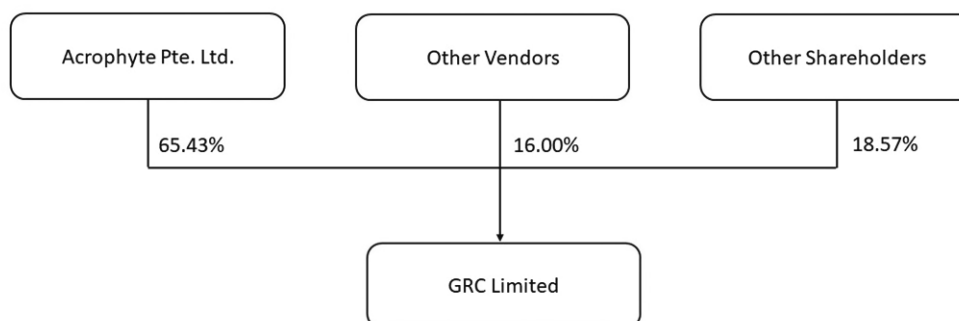 Acrophyte Pte. Ltd.
Other Vendors
Other Shareholders
65.43%
16.00%
18.57%
GRC Limited